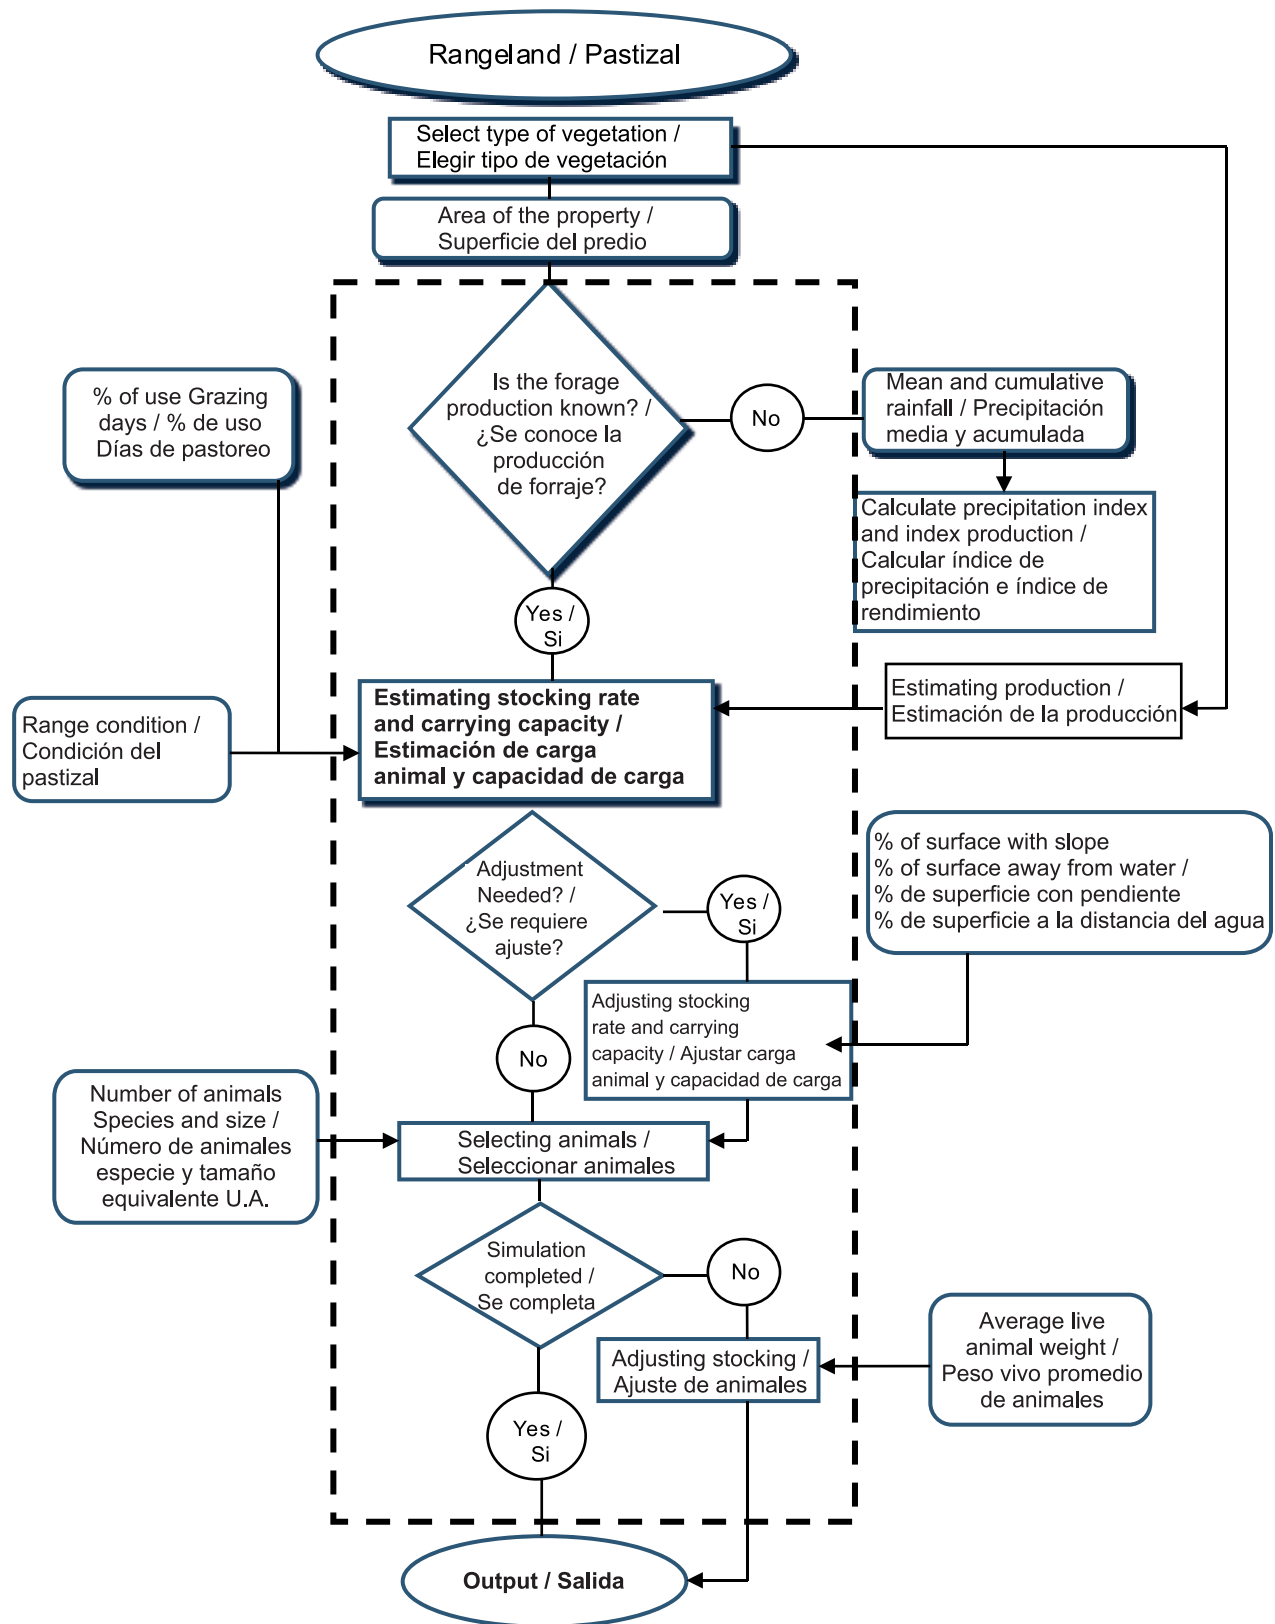 Rangeland / Pastizal
Select type of vegetation /
Elegir tipo de vegetación
Area of the property /
Superficie del predio
% of use Grazing
days / % de uso
Días de pastoreo
Is the forage
production known? /
¿Se conoce la
producción
de forraje?
No
Mean and cumulative
rainfall / Precipitación
media y acumulada
Calculate precipitation index
and index production /
Calcular índice de
precipitación e índice de
rendimiento
Yes /
Si
Range condition /
Condición del
pastizal
Estimating stocking rate
and carrying capacity /
Estimación de carga
animal y capacidad de carga
Estimating production /
Estimación de la producción
Adjustment
Needed? /
¿Se requiere
ajuste?
Yes /
Si
% of surface with slope
% of surface away from water /
% de superficie con pendiente
% de superficie a la distancia del agua
No
Adjusting stocking
rate and carrying
capacity / Ajustar carga
animal y capacidad de carga
Number of animals
Species and size /
Número de animales
especie y tamaño
equivalente U.A.
Selecting animals /
Seleccionar animales
Simulation
completed /
Se completa
No
Adjusting stocking /
Ajuste de animales
Average live
animal weight /
Peso vivo promedio
de animales
Yes /
Si
Output / Salida